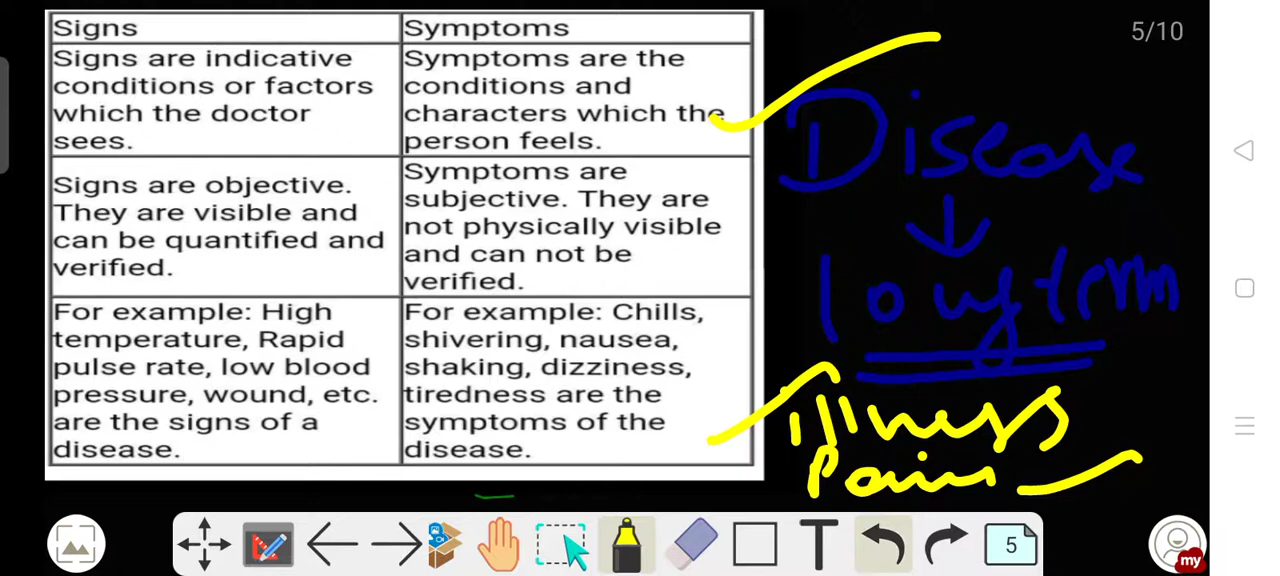 Signs
Symptoms
Signs are indicative
conditions or factors
which the doctor
sees.
Symptoms are the
conditions and
characters which the
person feels.
Signs are objective.
They are visible and
can be quantified and
verified.
Symptoms are
subjective. They are
not physically visible
and can not be
verified.
For example: High
temperature, Rapid
pulse rate, low blood
pressure, wound, etc.
are the signs of a
disease.
For example: Chills,
shivering, nausea,
shaking, dizziness,
tiredness are the
symptoms of the
disease.
5/10
Disease
long term
illness
Pain
T
5
my